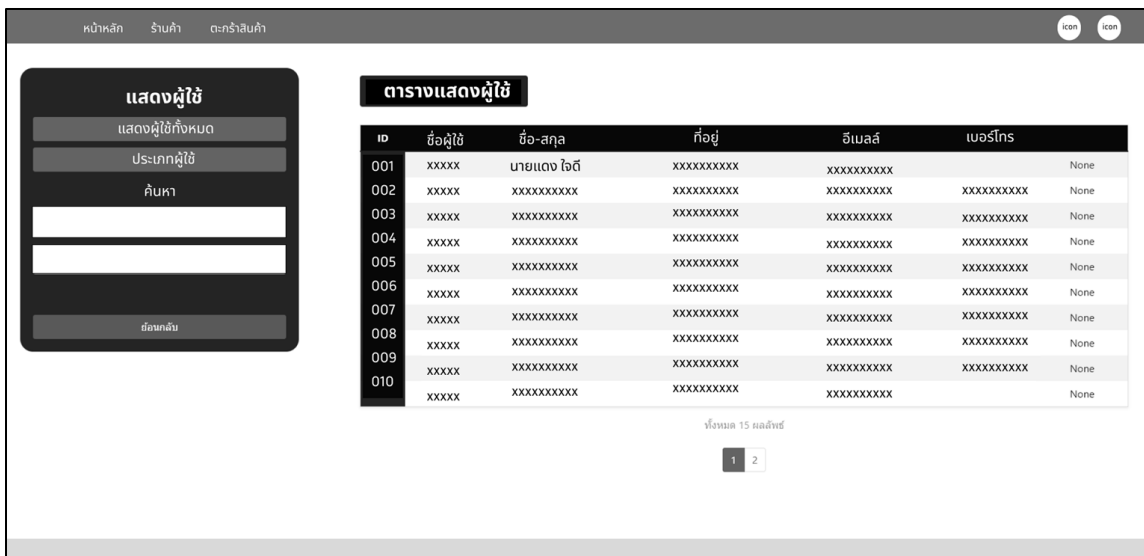 หน้าหลัก ร้านค้า ตะกร้าสินค้า icon icon
แสดงผู้ใช้
แสดงผู้ใช้ทั้งหมด
ประเภทผู้ใช้
ค้นหา
ย้อนกลับ
ตารางแสดงผู้ใช้
ID ชื่อผู้ใช้ ชื่อ-สกุล ที่อยู่ อีเมลล์ เบอร์โทร
001 xxxxx นายแดง ใจดี xxxxxxxxxx xxxxxxxxxx None
002 xxxxx xxxxxxxxxx xxxxxxxxxx xxxxxxxxxx xxxxxxxxxx None
003 xxxxx xxxxxxxxxx xxxxxxxxxx xxxxxxxxxx xxxxxxxxxx None
004 xxxxx xxxxxxxxxx xxxxxxxxxx xxxxxxxxxx xxxxxxxxxx None
005 xxxxx xxxxxxxxxx xxxxxxxxxx xxxxxxxxxx xxxxxxxxxx None
006 xxxxx xxxxxxxxxx xxxxxxxxxx xxxxxxxxxx xxxxxxxxxx None
007 xxxxx xxxxxxxxxx xxxxxxxxxx xxxxxxxxxx xxxxxxxxxx None
008 xxxxx xxxxxxxxxx xxxxxxxxxx xxxxxxxxxx xxxxxxxxxx None
009 xxxxx xxxxxxxxxx xxxxxxxxxx xxxxxxxxxx xxxxxxxxxx None
010 xxxxx xxxxxxxxxx xxxxxxxxxx xxxxxxxxxx None
ทั้งหมด 15 ผลลัพธ์
1 2